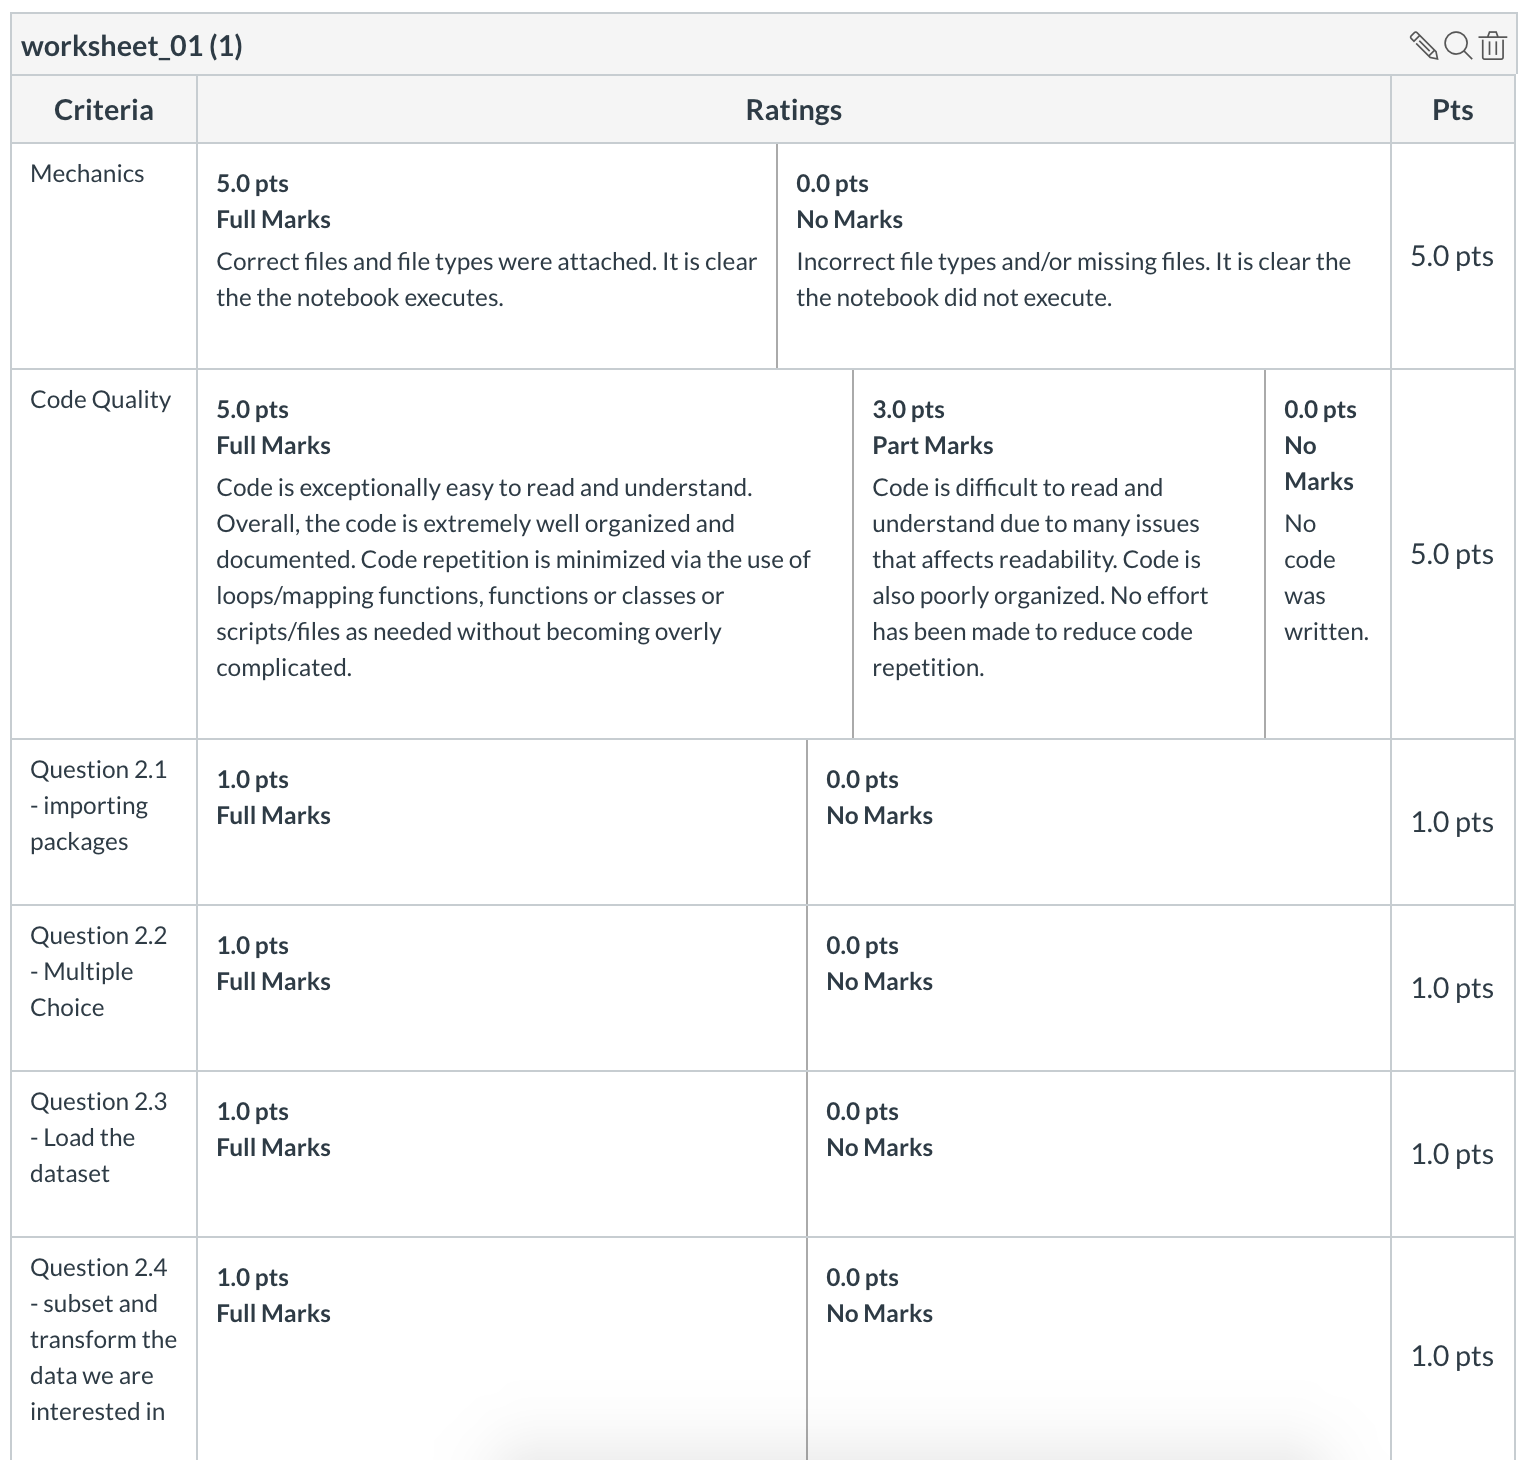 worksheet_01 (1)
Criteria
Ratings
Pts
Mechanics
5.0 pts
Full Marks
Correct files and file types were attached. It is clear
the the notebook executes.
0.0 pts
No Marks
Incorrect file types and/or missing files. It is clear the
the notebook did not execute.
5.0 pts
Code Quality
5.0 pts
Full Marks
Code is exceptionally easy to read and understand.
Overall, the code is extremely well organized and
documented. Code repetition is minimized via the use of
loops/mapping functions, functions or classes or
scripts/files as needed without becoming overly
complicated.
3.0 pts
Part Marks
Code is difficult to read and
understand due to many issues
that affects readability. Code is
also poorly organized. No effort
has been made to reduce code
repetition.
0.0 pts
No
Marks
No
code
was
written.
5.0 pts
Question 2.1
- importing
packages
1.0 pts
Full Marks
0.0 pts
No Marks
1.0 pts
Question 2.2
- Multiple
Choice
1.0 pts
Full Marks
0.0 pts
No Marks
1.0 pts
Question 2.3
- Load the
dataset
1.0 pts
Full Marks
0.0 pts
No Marks
1.0 pts
Question 2.4
- subset and
transform the
data we are
interested in
1.0 pts
Full Marks
0.0 pts
No Marks
1.0 pts